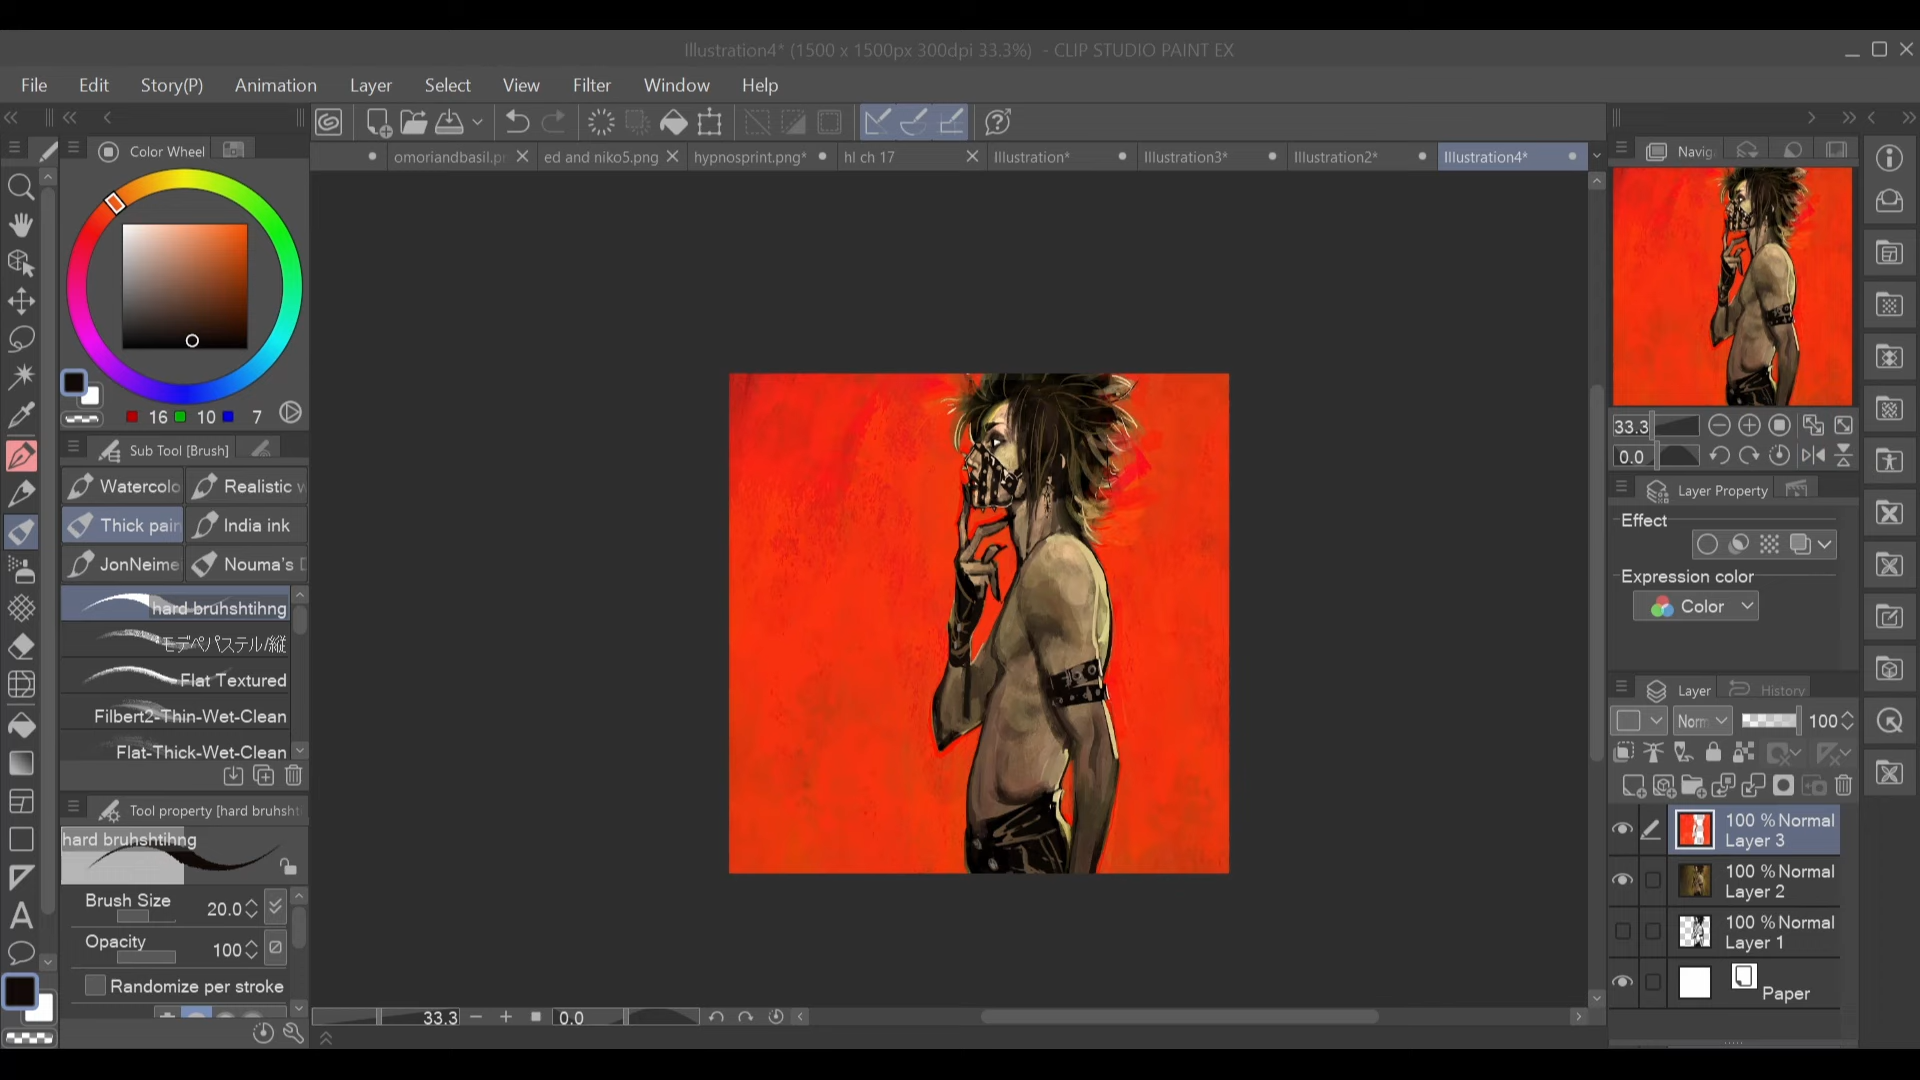 Illustration4* (1500 x 1500px 300dpi 33.3%) - CLIP STUDIO PAINT EX
File Edit Story(P) Animation Layer Select View Filter Window Help
omoriandbasil.p ed and niko5.png hypnosprint.png* hl ch 17 Illustration* Illustration3* Illustration2* Illustration4*
Color Wheel
16 10 7
Sub Tool [Brush]
Watercolo Realistic
Thick pain India ink
JonNeime Nouma's
hard bruhshtihng
モデペパステル/縦
Flat Textured
Filbert2-Thin-Wet-Clean
Flat-Thick-Wet-Clean
Tool property [hard bruhsht
hard bruhshtihng
Brush Size 20.0
Opacity 100
Randomize per stroke
33.3 0.0
Navig
33.3
0.0
Layer Property
Effect
Expression color
Color
Layer History
Norm 100
100 % Normal
Layer 3
100 % Normal
Layer 2
100 % Normal
Layer 1
Paper